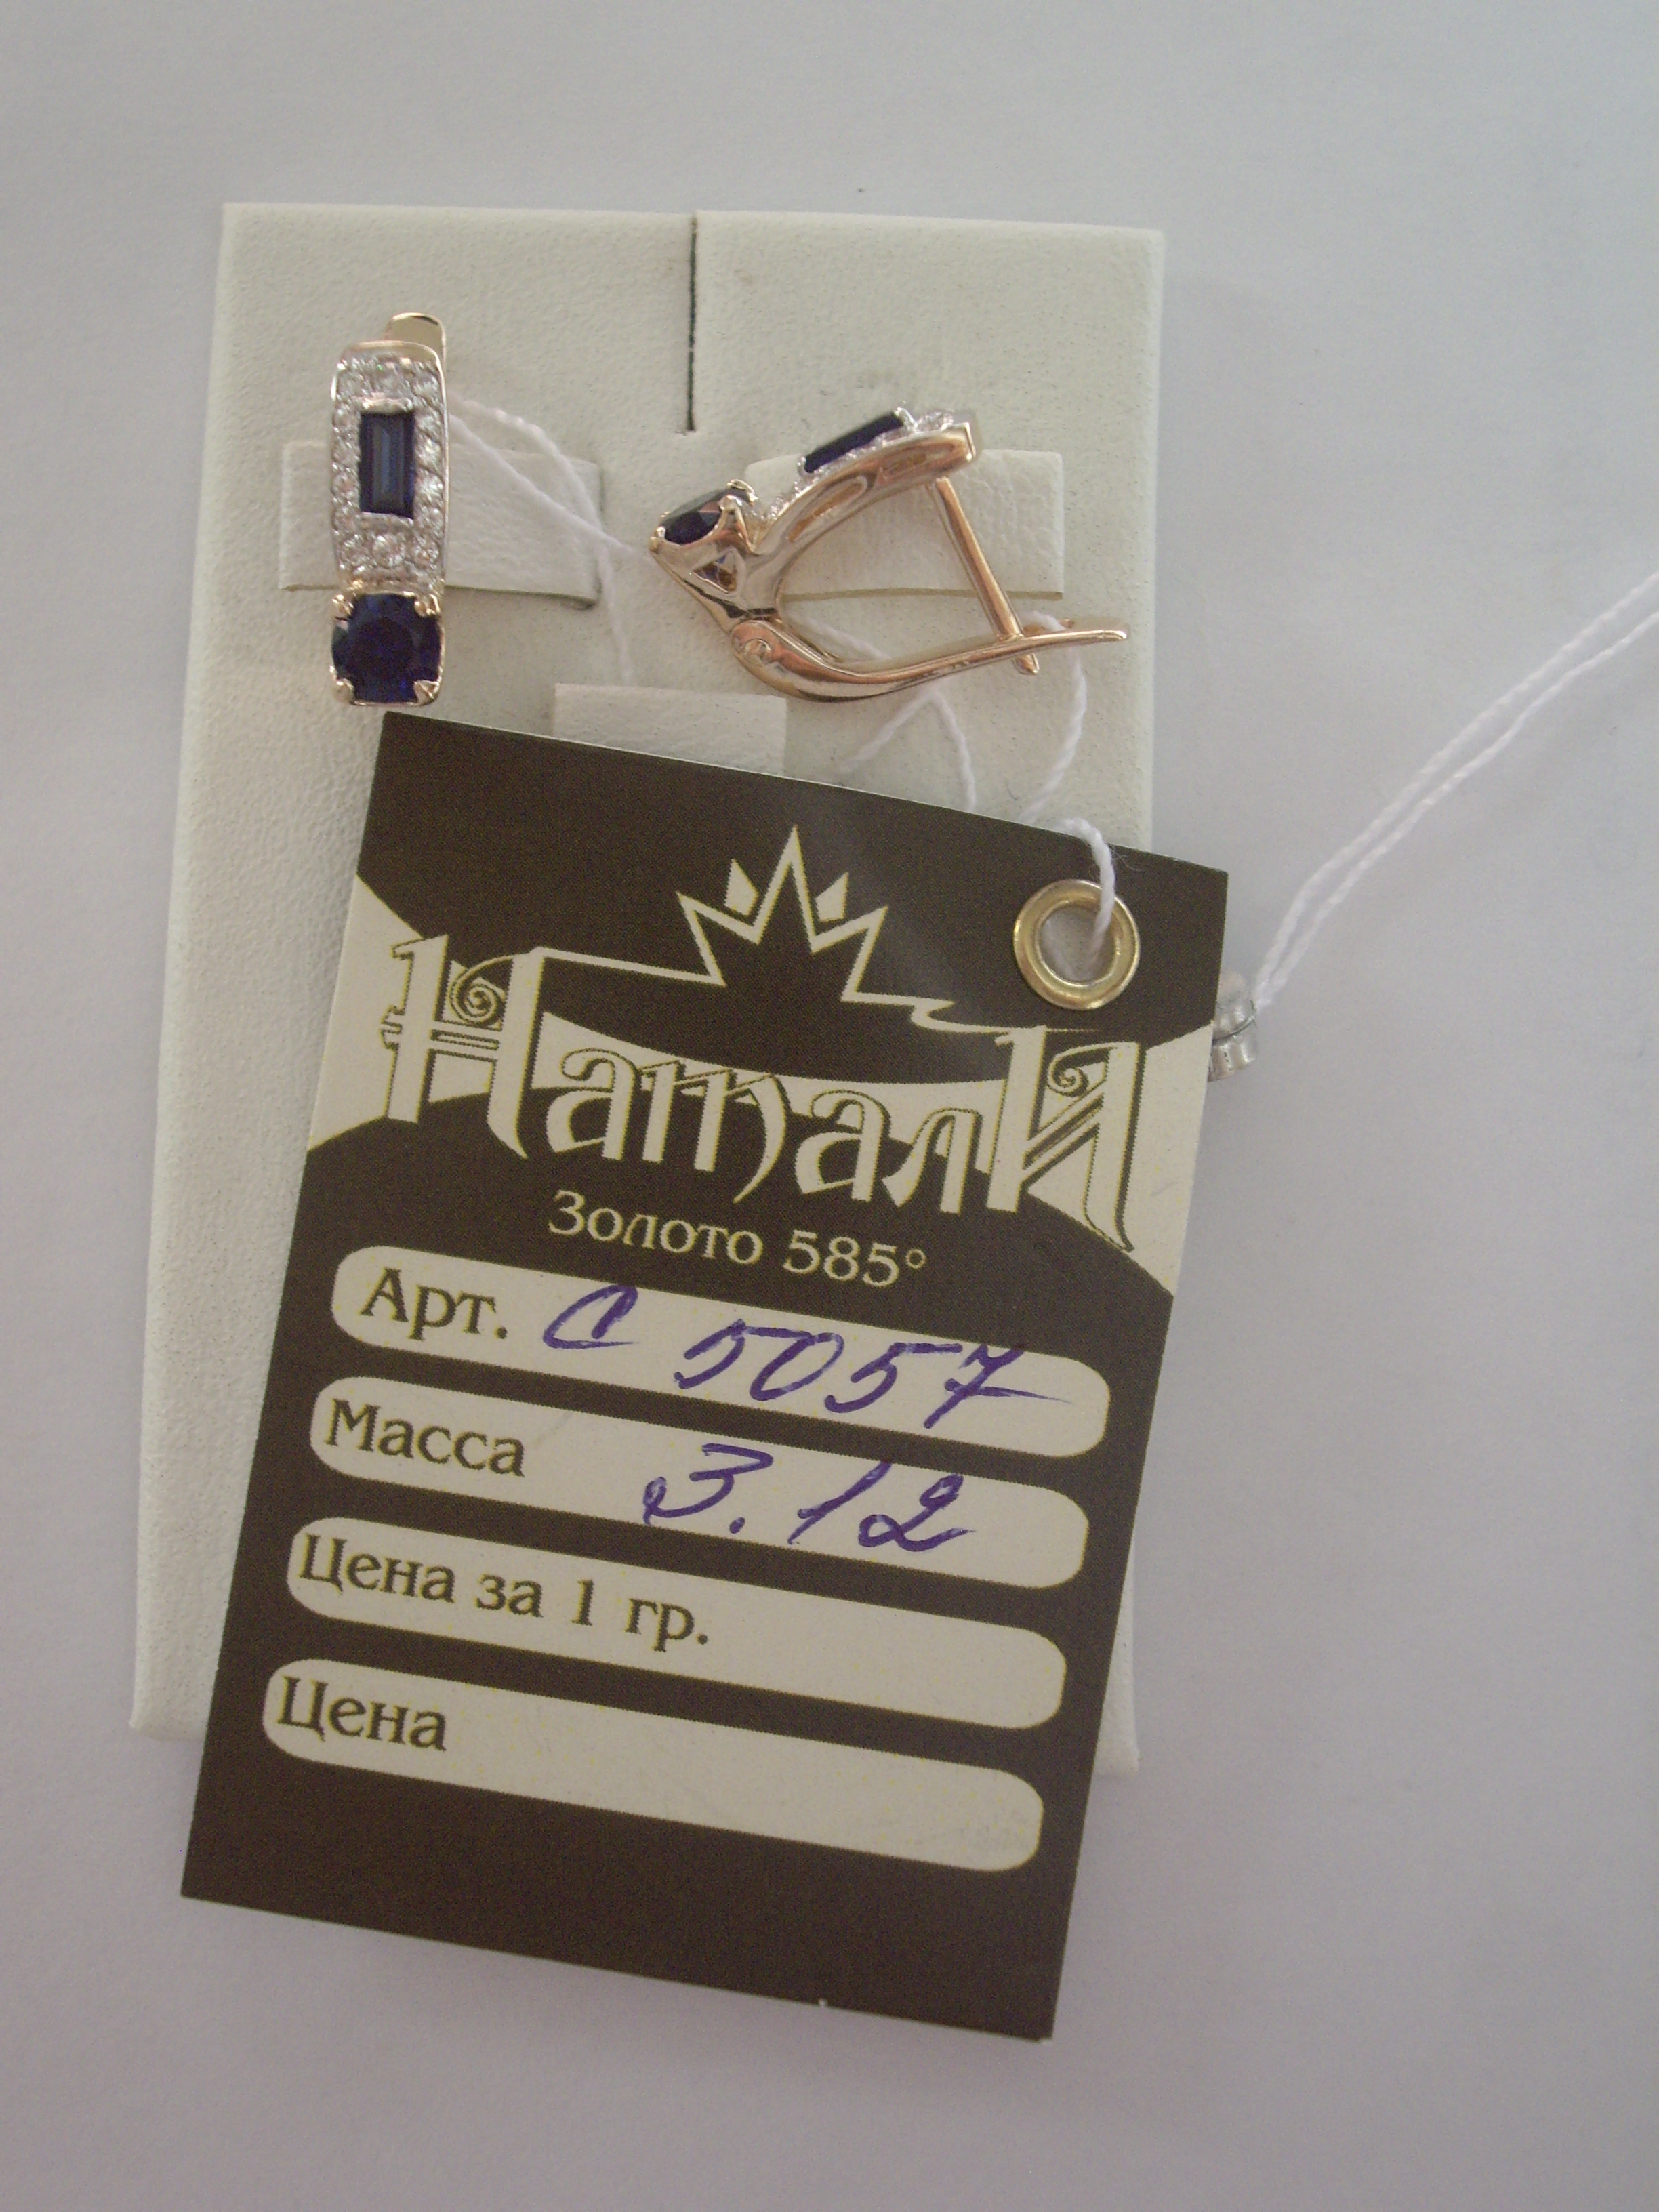 Натали
Золото 585°
Арт. С 5057
Масса 3.12
Цена за 1 гр.
Цена